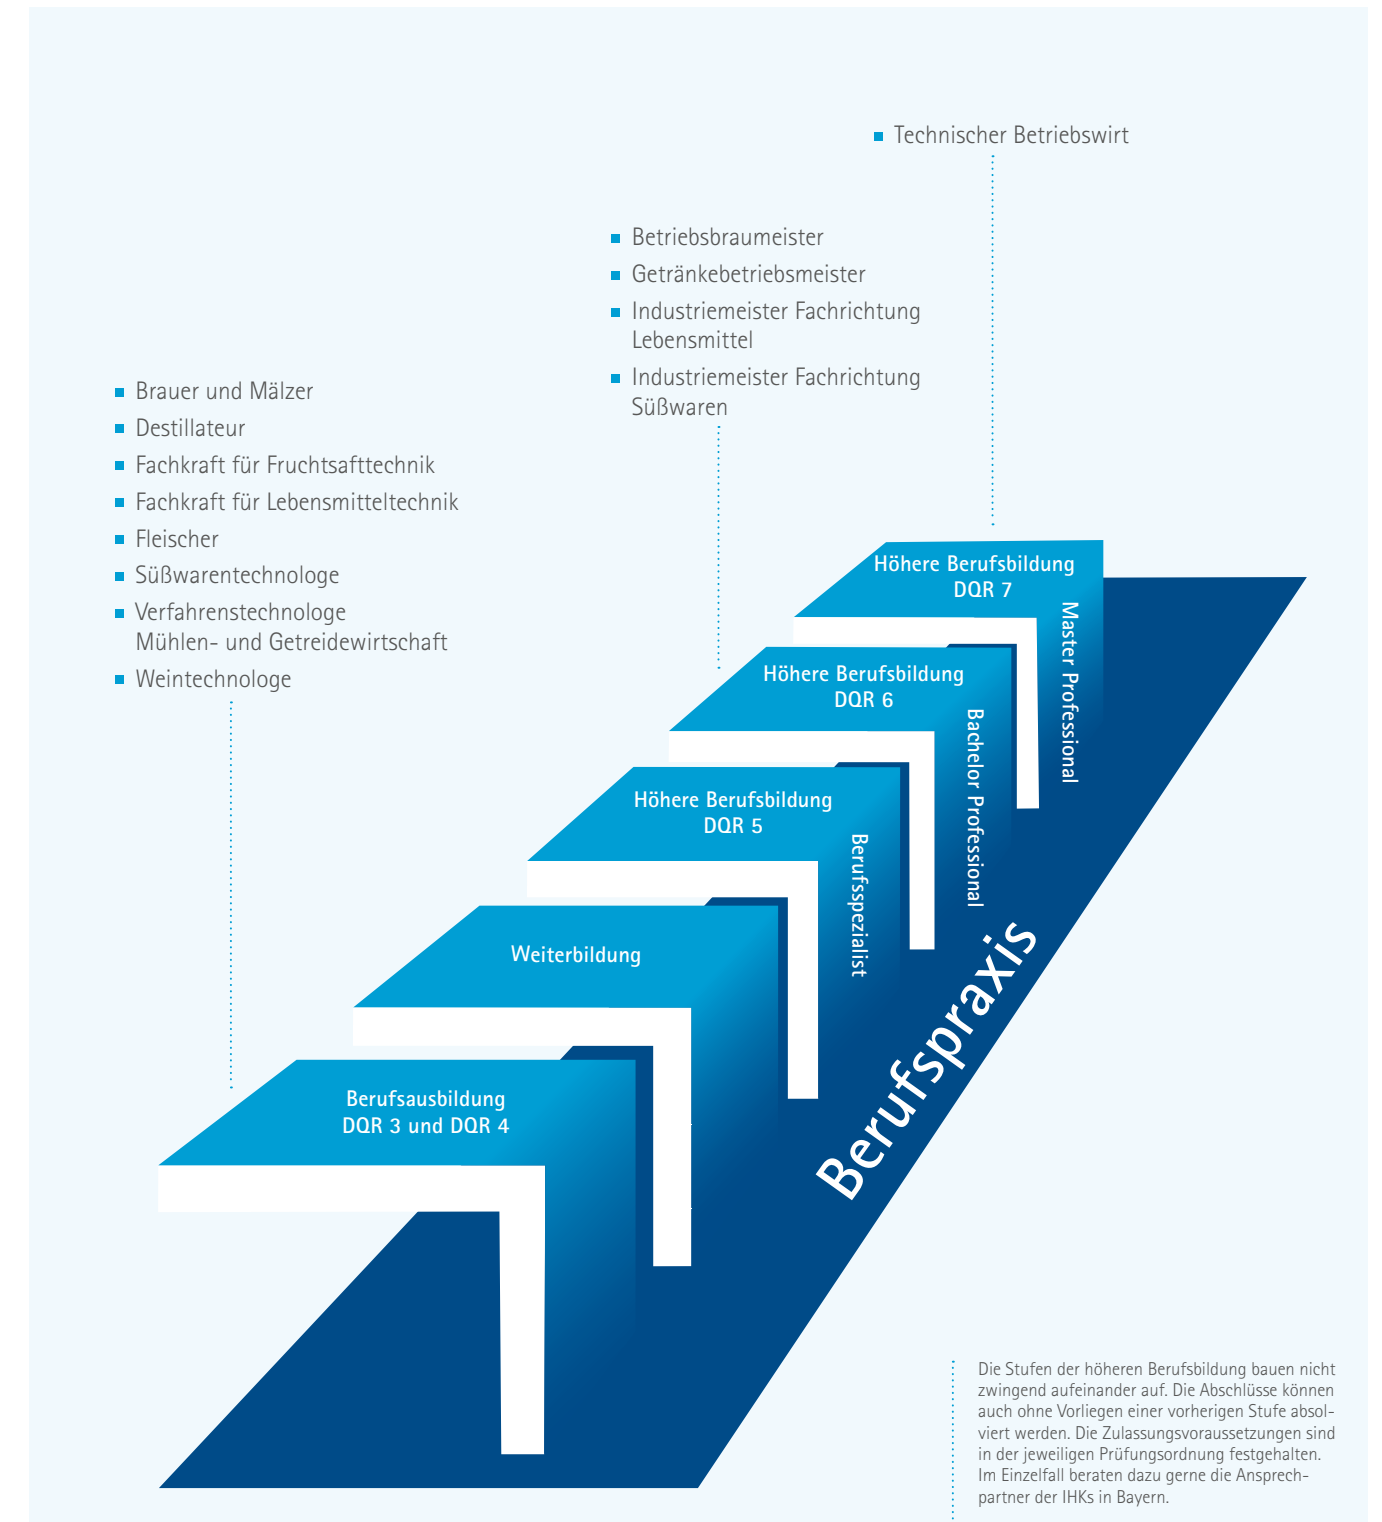 Technischer Betriebswirt
Betriebsbraumeister
Getränkebetriebsmeister
Industriemeister Fachrichtung
Lebensmittel
Industriemeister Fachrichtung
Süßwaren
Brauer und Mälzer
Destillateur
Fachkraft für Fruchtsafttechnik
Fachkraft für Lebensmitteltechnik
Fleischer
Süßwarentechnologe
Verfahrenstechnologe
Mühlen- und Getreidewirtschaft
Weintechnologe
Höhere Berufsbildung
DQR 7
Master Professional
Höhere Berufsbildung
DQR 6
Bachelor Professional
Höhere Berufsbildung
DQR 5
Berufsspezialist
Weiterbildung
Berufsausbildung
DQR 3 und DQR 4
Berufspraxis
Die Stufen der höheren Berufsbildung bauen nicht
zwingend aufeinander auf. Die Abschlüsse können
auch ohne Vorliegen einer vorherigen Stufe absol-
viert werden. Die Zulassungsvoraussetzungen sind
in der jeweiligen Prüfungsordnung festgehalten.
Im Einzelfall beraten dazu gerne die Ansprech-
partner der IHKs in Bayern.